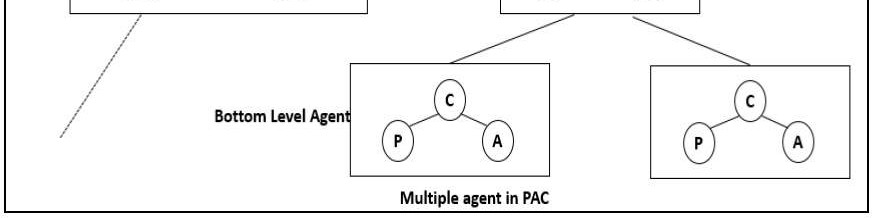 C
C
Bottom Level Agent
P
A
P
A
Multiple agent in PAC